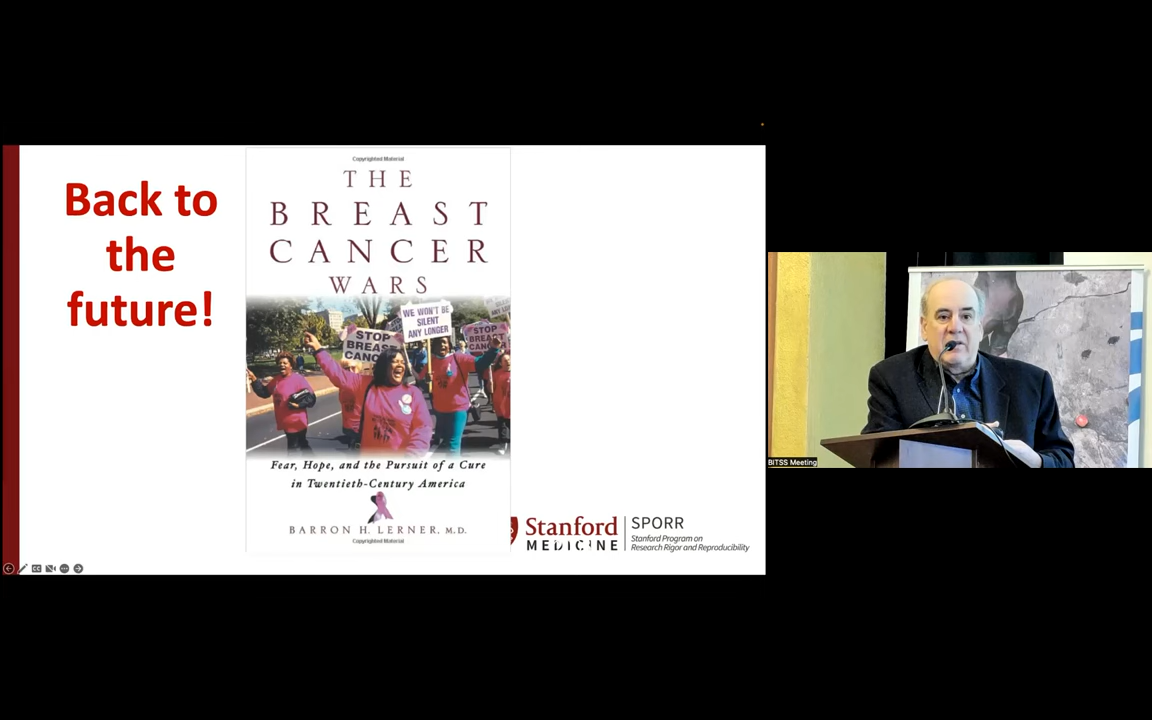 Back to
the
future!
Copyrighted Material
THE
BREAST
CANCER
WARS
WE WON'T BE
SILENT
ANY LONGER
STOP
BREAST
CANC
STOP
BREAST
CANCE
Fear, Hope, and the Pursuit of a Cure
in Twentieth-Century America
BARRON H. LERNER, M.D.
Copyrighted Material
Stanford
MEDICINE
SPORR
Stanford Program on
Research Rigor and Reproducibility
BITSS Meeting